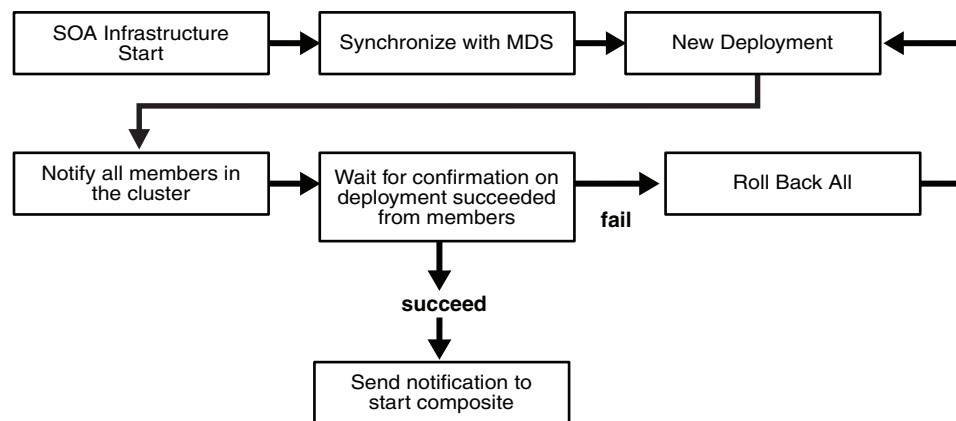 SOA Infrastructure
Start
Synchronize with MDS
New Deployment
Notify all members in
the cluster
Wait for confirmation on
deployment succeeded
from members
fail
Roll Back All
succeed
Send notification to
start composite